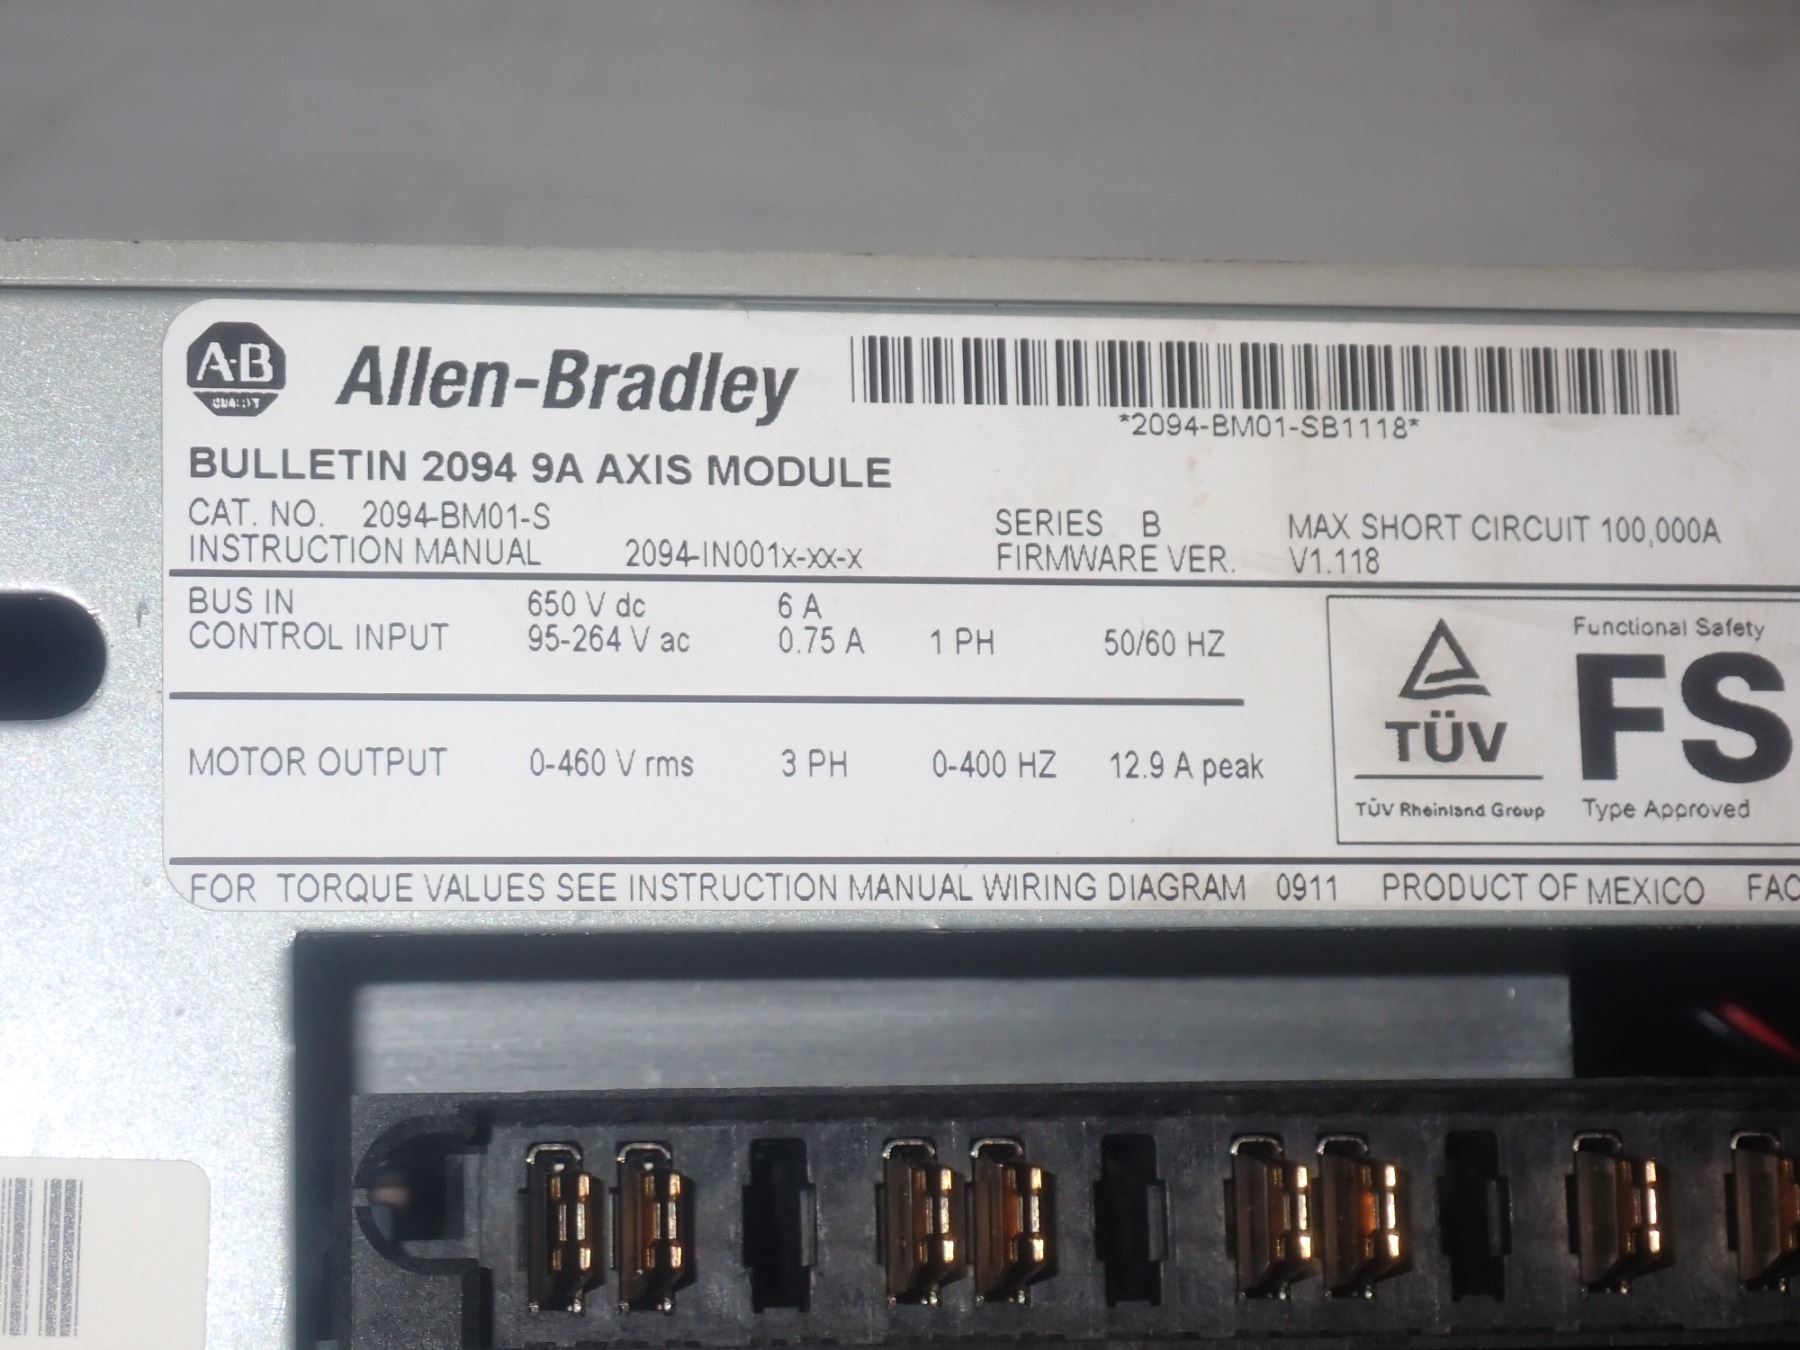 A-B
QUALITY
Allen-Bradley
*2094-BM01-SB1118*
BULLETIN 2094 9A AXIS MODULE
CAT. NO. 2094-BM01-S SERIES B MAX SHORT CIRCUIT 100,000A
INSTRUCTION MANUAL 2094-IN001x-xx-x FIRMWARE VER. V1.118
BUS IN 650 V dc 6 A
CONTROL INPUT 95-264 V ac 0.75 A 1 PH 50/60 HZ
MOTOR OUTPUT 0-460 V rms 3 PH 0-400 HZ 12.9 A peak
Functional Safety
TÜV FS
TÜV Rheinland Group Type Approved
FOR TORQUE VALUES SEE INSTRUCTION MANUAL WIRING DIAGRAM 0911 PRODUCT OF MEXICO FAC